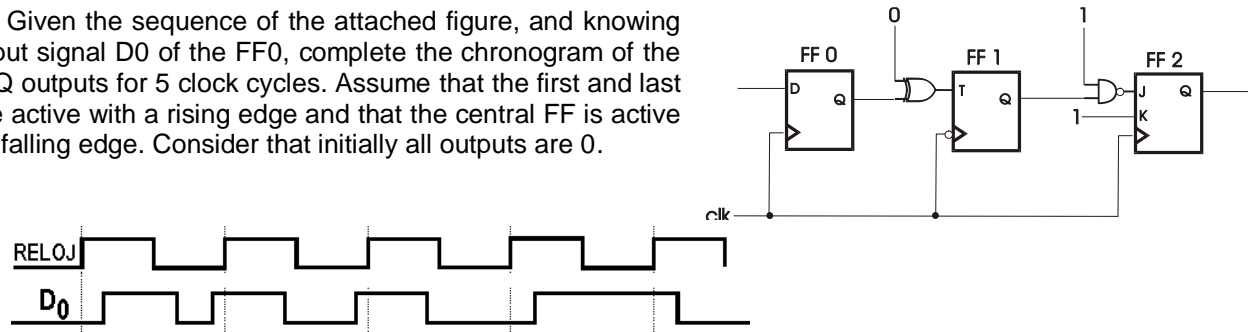 Given the sequence of the attached figure, and knowing
out signal D0 of the FF0, complete the chronogram of the
Q outputs for 5 clock cycles. Assume that the first and last
e active with a rising edge and that the central FF is active
falling edge. Consider that initially all outputs are 0.
0
1
FF 0
FF 1
FF 2
D
Q
T
Q
J
Q
K
1
clk
RELOJ
D0